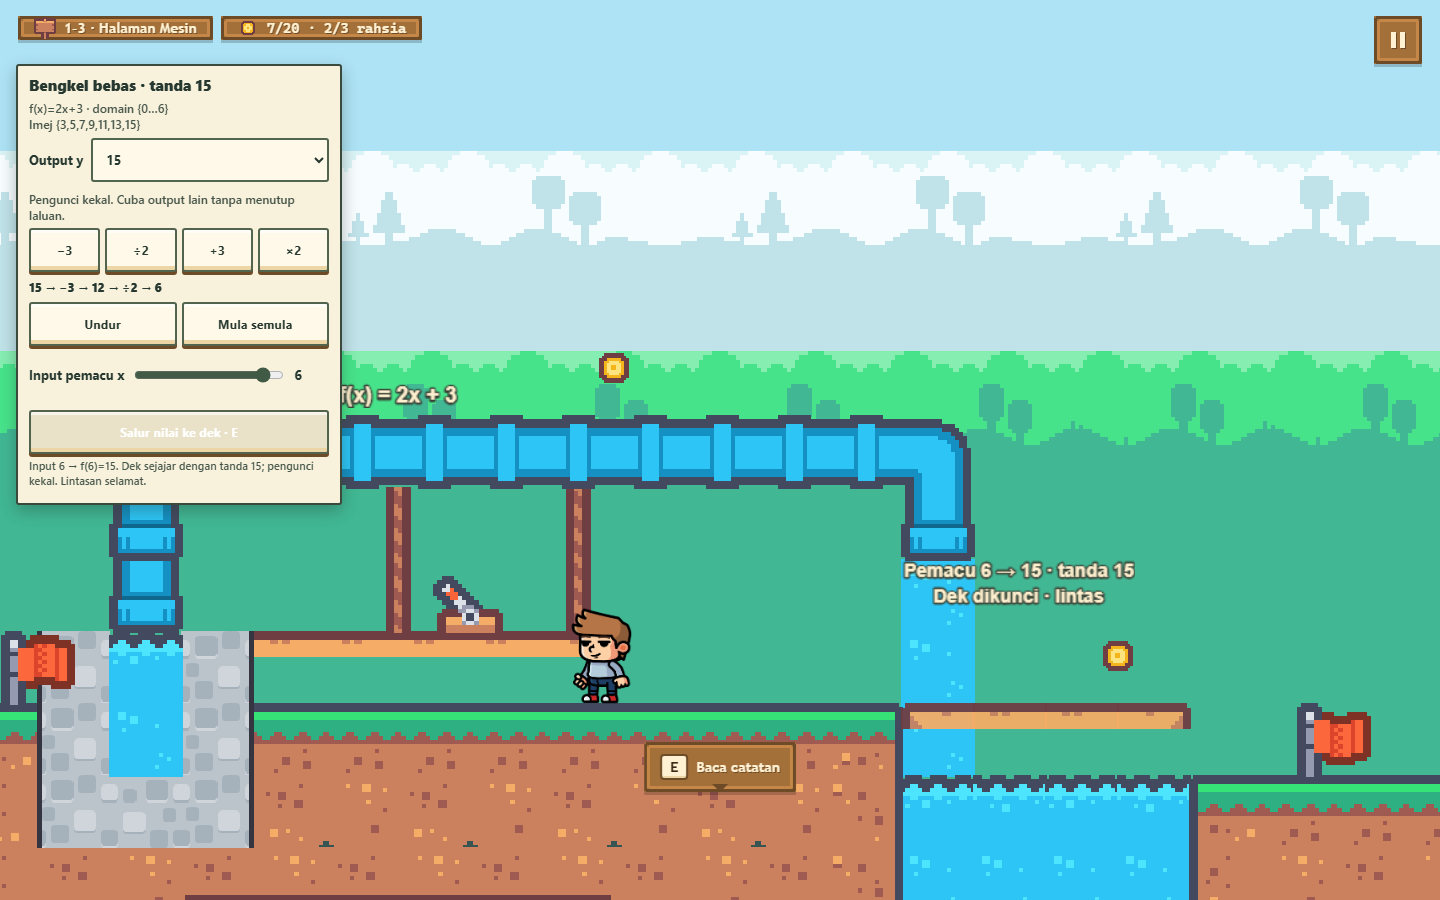 1-3 · Halaman Mesin
7/20 · 2/3 rahsia
Bengkel bebas · tanda 15
f(x)=2x+3 · domain {0...6}
Imej {3,5,7,9,11,13,15}
Output y
15
Pengunci kekal. Cuba output lain tanpa menutup
laluan.
−3
÷2
+3
×2
15 → −3 → 12 → ÷2 → 6
Undur
Mula semula
Input pemacu x
6
Salur nilai ke dek · E
Input 6 → f(6)=15. Dek sejajar dengan tanda 15; pengunci
kekal. Lintasan selamat.
f(x) = 2x + 3
Pemacu 6 → 15 · tanda 15
Dek dikunci · lintas
E
Baca catatan